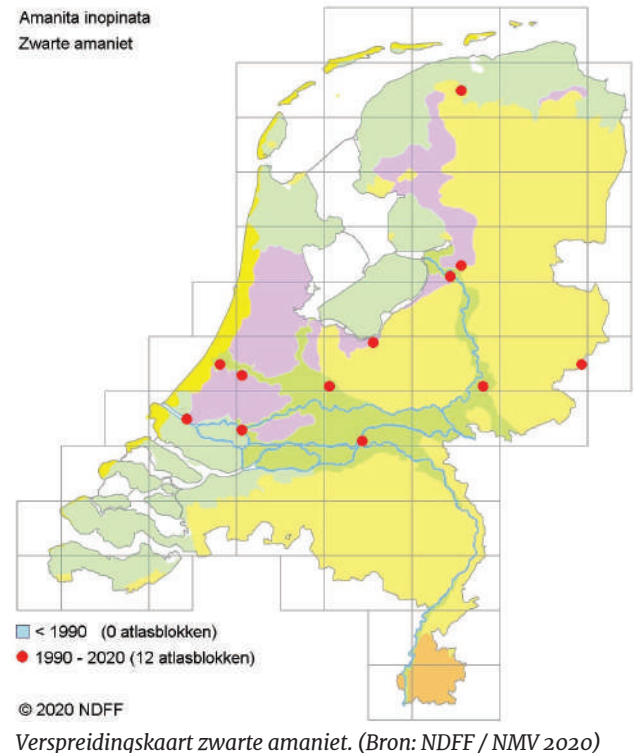 Amanita inopinata
Zwarte amaniet
< 1990 (0 atlasblokken)
1990 - 2020 (12 atlasblokken)
© 2020 NDFF
Verspreidingskaart zwarte amaniet. (Bron: NDFF / NMV 2020)